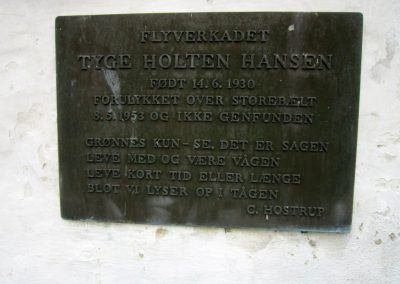 FLYVERKADET
TYGE HOLTEN HANSEN
FØDT 14. 6. 1930
FORULYKKET OVER STOREBÆLT
8. 5. 1953 OG IKKE GENFUNDEN
GRØNNES KUN – SE, DET ER SAGEN
LEVE MED OG VÆRE VÅGEN
LEVE KORT TID ELLER LÆNGE
BLOT VI LYSER OP I TÅGEN
C. HOSTRUP